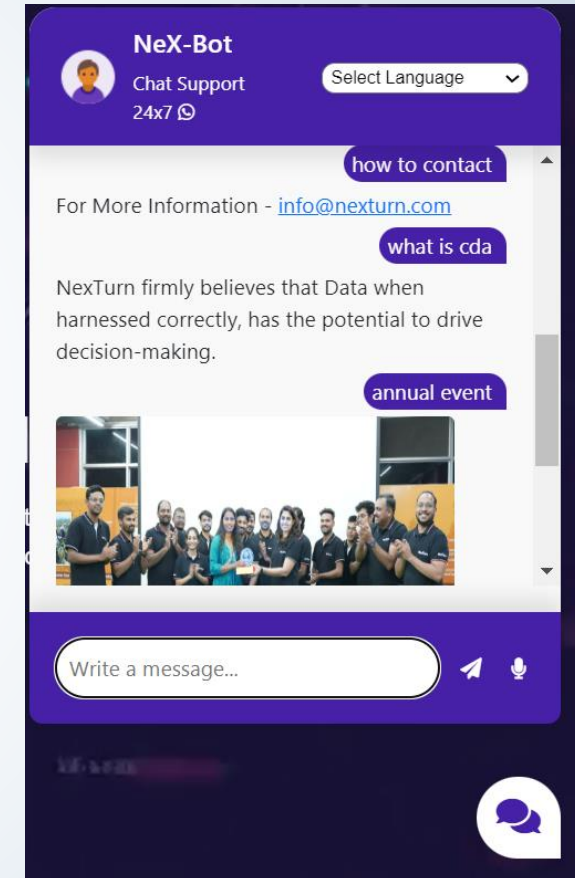 NeX-Bot
Chat Support
24x7
Select Language
how to contact
For More Information - info@nexturn.com
what is cda
NexTurn firmly believes that Data when
harnessed correctly, has the potential to drive
decision-making.
annual event
Write a message...